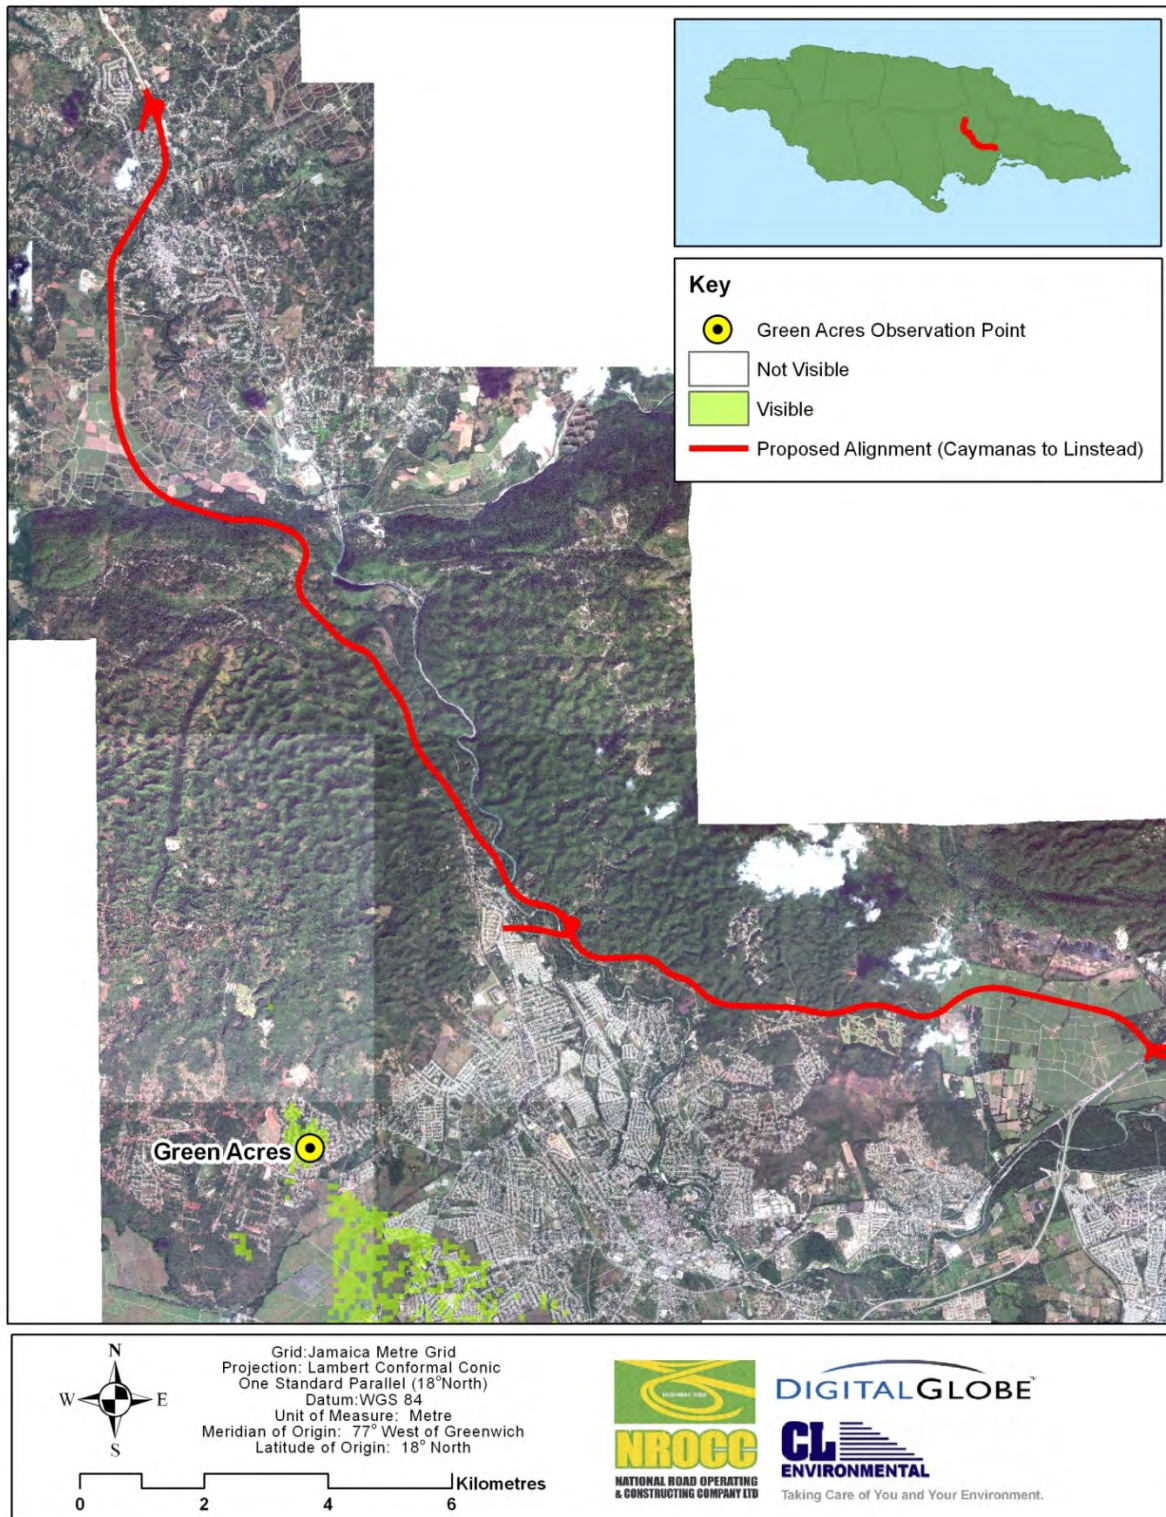 Key
Green Acres Observation Point
Not Visible
Visible
Proposed Alignment (Caymanas to Linstead)
Green Acres
N
W
E
S
Grid:Jamaica Metre Grid
Projection: Lambert Conformal Conic
One Standard Parallel (18°North)
Datum:WGS 84
Unit of Measure: Metre
Meridian of Origin: 77° West of Greenwich
Latitude of Origin: 18° North
Kilometres
0 2 4 6
HIGHWAY 2000
NROCC
NATIONAL ROAD OPERATING
& CONSTRUCTING COMPANY LTD
DIGITALGLOBE
CL
ENVIRONMENTAL
Taking Care of You and Your Environment.